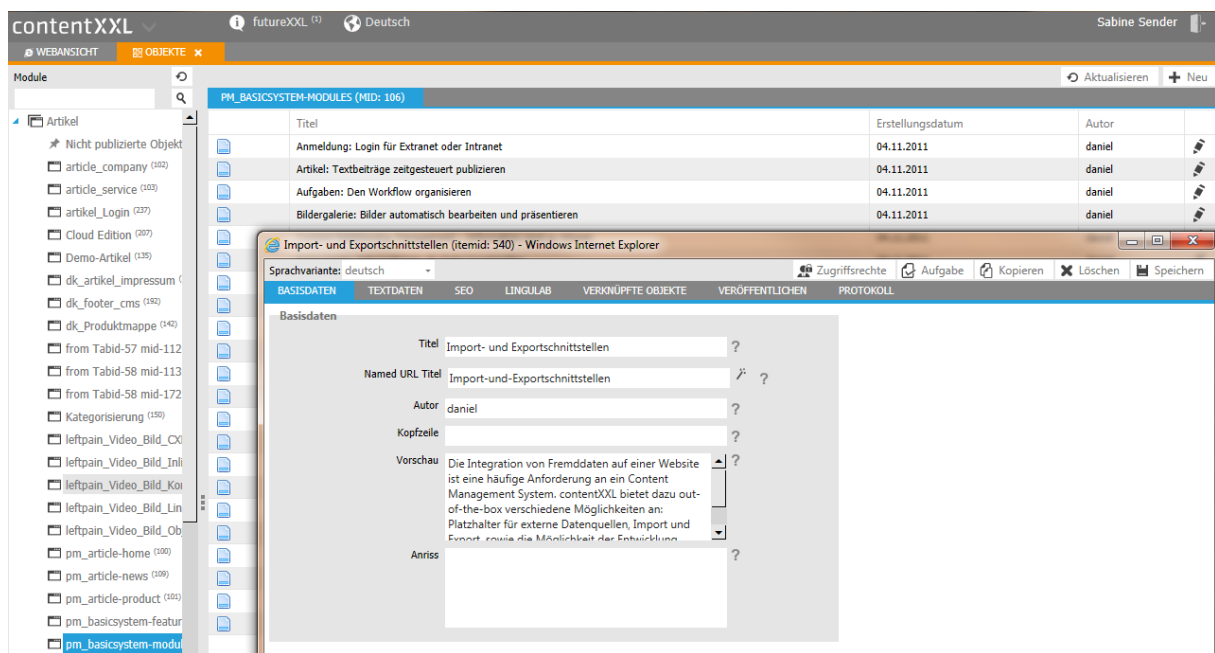 contentXXL
futureXXL (1)
Deutsch
Sabine Sender
WEBANSICHT
OBJEKTE ×
Module
Aktualisieren
Neu
PM_BASICSYSTEM-MODULES (MID: 106)
Artikel
Titel
Erstellungsdatum
Autor
Nicht publizierte Objekt
Anmeldung: Login für Extranet oder Intranet
04.11.2011
daniel
article_company (102)
Artikel: Textbeiträge zeitgesteuert publizieren
04.11.2011
daniel
article_service (103)
Aufgaben: Den Workflow organisieren
04.11.2011
daniel
artikel_Login (237)
Bildergalerie: Bilder automatisch bearbeiten und präsentieren
04.11.2011
daniel
Cloud Edition (207)
Demo-Artikel (135)
dk_artikel_impressum (
dk_footer_cms (192)
dk_Produktmappe (142)
from Tabid-57 mid-112
from Tabid-58 mid-113
from Tabid-58 mid-172
Kategorisierung (150)
leftpain_Video_Bild_CXI
leftpain_Video_Bild_Inli
leftpain_Video_Bild_Kor
leftpain_Video_Bild_Lin
leftpain_Video_Bild_Ob
pm_article-home (100)
pm_article-news (109)
pm_article-product (101)
pm_basicsystem-featur
pm_basicsystem-modul
Import- und Exportschnittstellen (itemid: 540) - Windows Internet Explorer
Sprachvariante: deutsch
Zugriffsrechte
Aufgabe
Kopieren
Löschen
Speichern
BASISDATEN
TEXTDATEN
SEO
LINGULAB
VERKNÜPFTE OBJEKTE
VERÖFFENTLICHEN
PROTOKOLL
Basisdaten
Titel Import- und Exportschnittstellen ?
Named URL Titel Import-und-Exportschnittstellen ?
Autor daniel ?
Kopfzeile ?
Vorschau Die Integration von Fremddaten auf einer Website ?
ist eine häufige Anforderung an ein Content
Management System. contentXXL bietet dazu out-
of-the-box verschiedene Möglichkeiten an:
Platzhalter für externe Datenquellen, Import und
Export, sowie die Möglichkeit der Entwicklung
Anriss ?